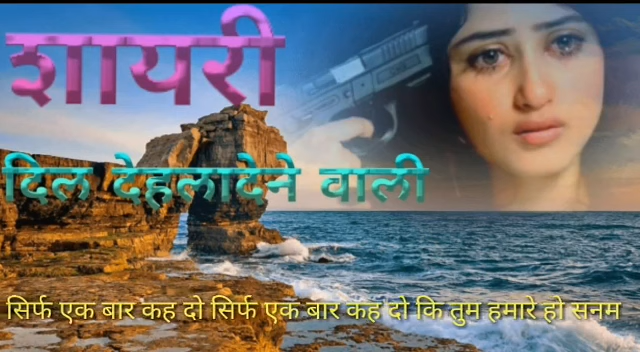 शायरी
दिल देहलादेने वाली
सिर्फ एक बार कह दो सिर्फ एक बार कह दो कि तुम हमारे हो सनम